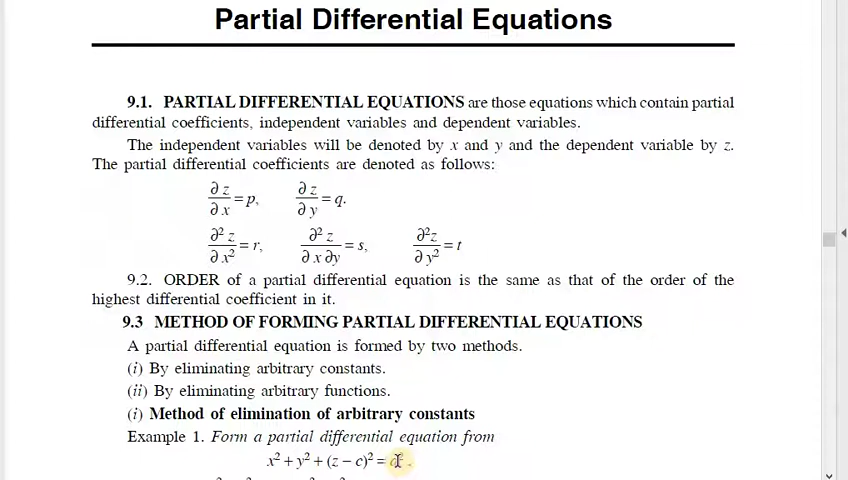 Partial Differential Equations
9.1. PARTIAL DIFFERENTIAL EQUATIONS are those equations which contain partial
differential coefficients, independent variables and dependent variables.
The independent variables will be denoted by x and y and the dependent variable by z.
The partial differential coefficients are denoted as follows:
∂z/∂x = p, ∂z/∂y = q.
∂²z/∂x² = r, ∂²z/∂x∂y = s, ∂²z/∂y² = t
9.2. ORDER of a partial differential equation is the same as that of the order of the
highest differential coefficient in it.
9.3 METHOD OF FORMING PARTIAL DIFFERENTIAL EQUATIONS
A partial differential equation is formed by two methods.
(i) By eliminating arbitrary constants.
(ii) By eliminating arbitrary functions.
(i) Method of elimination of arbitrary constants
Example 1. Form a partial differential equation from
x² + y² + (z – c)² =